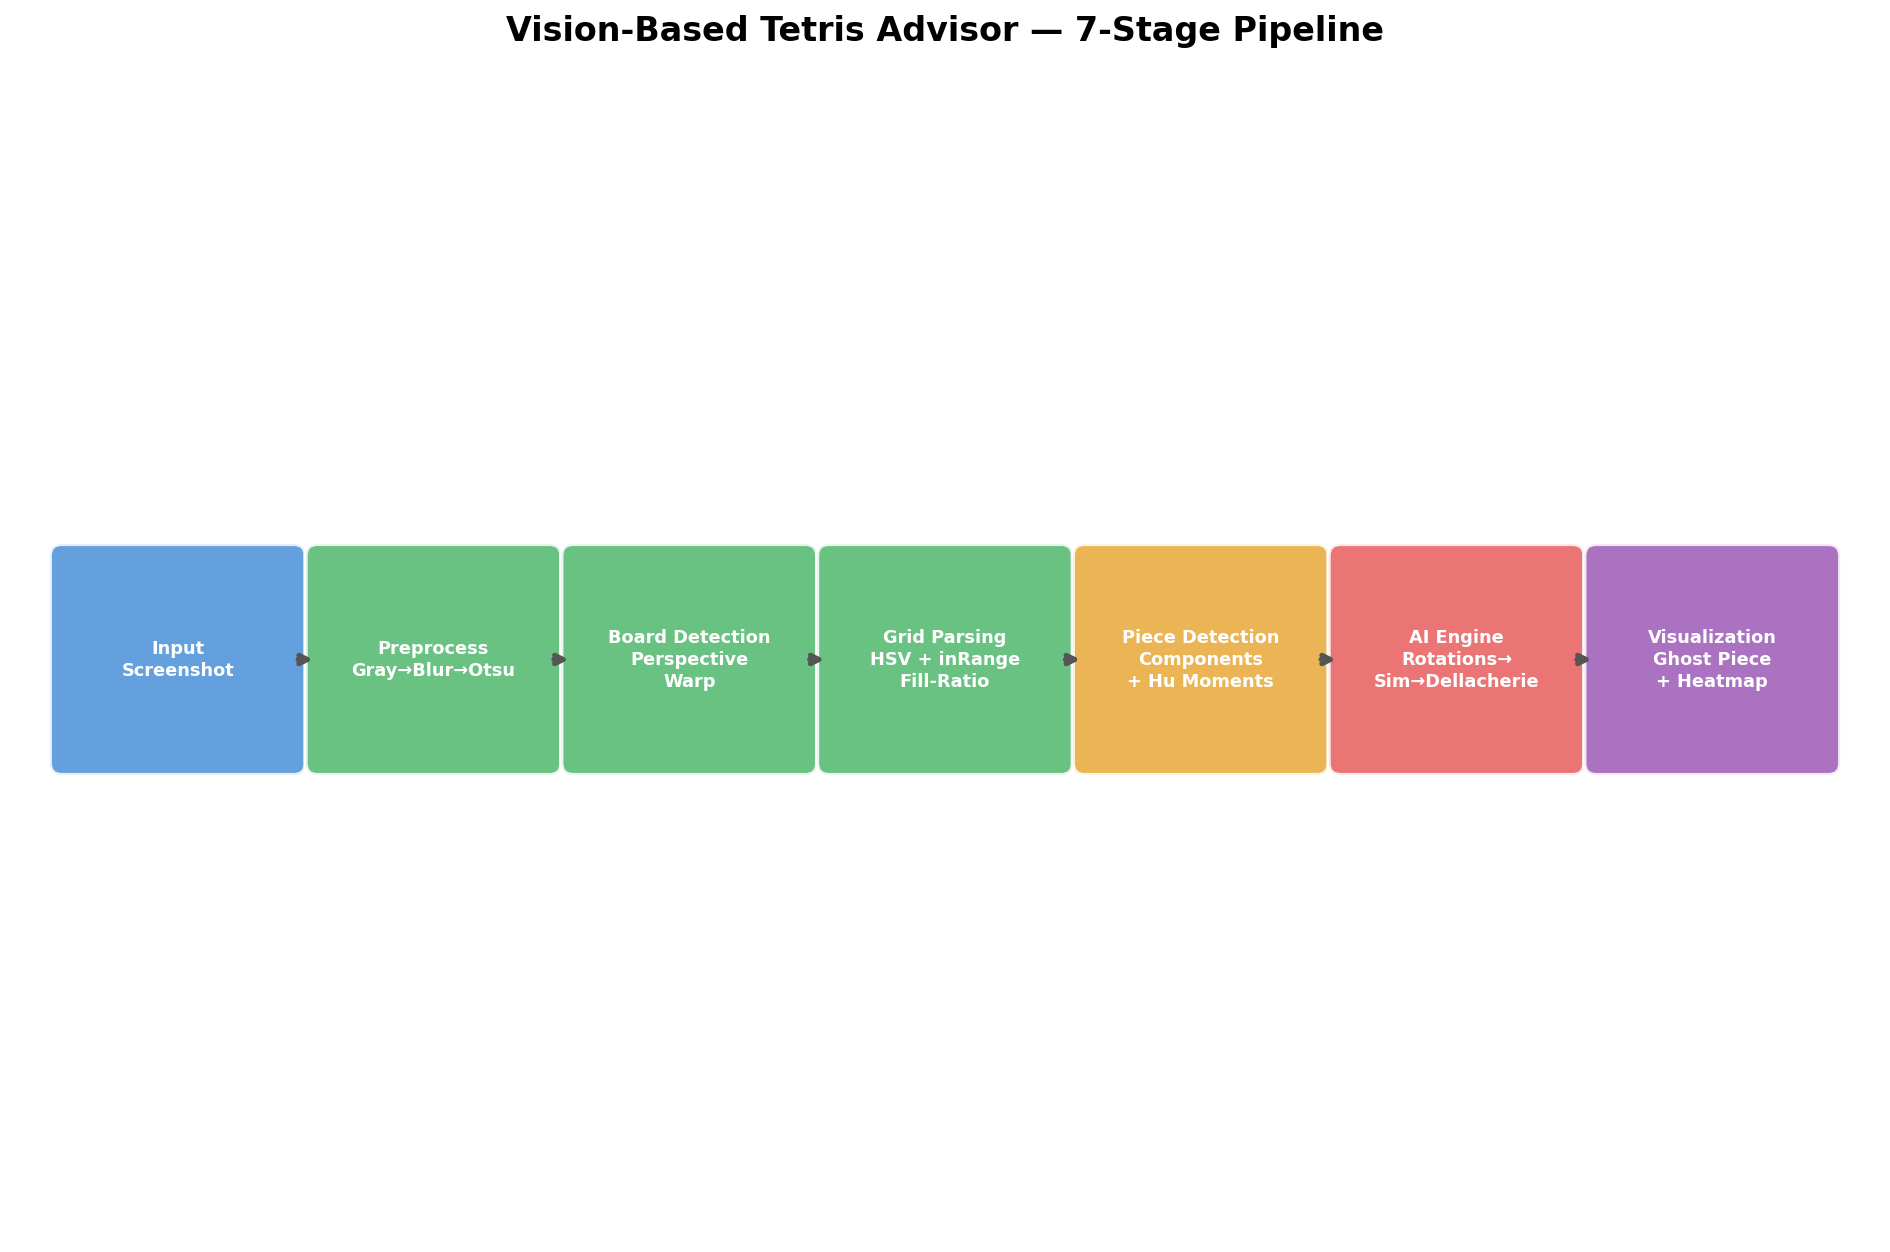 Vision-Based Tetris Advisor — 7-Stage Pipeline
Input
Screenshot
Preprocess
Gray→Blur→Otsu
Board Detection
Perspective
Warp
Grid Parsing
HSV + inRange
Fill-Ratio
Piece Detection
Components
+ Hu Moments
AI Engine
Rotations→
Sim→Dellacherie
Visualization
Ghost Piece
+ Heatmap